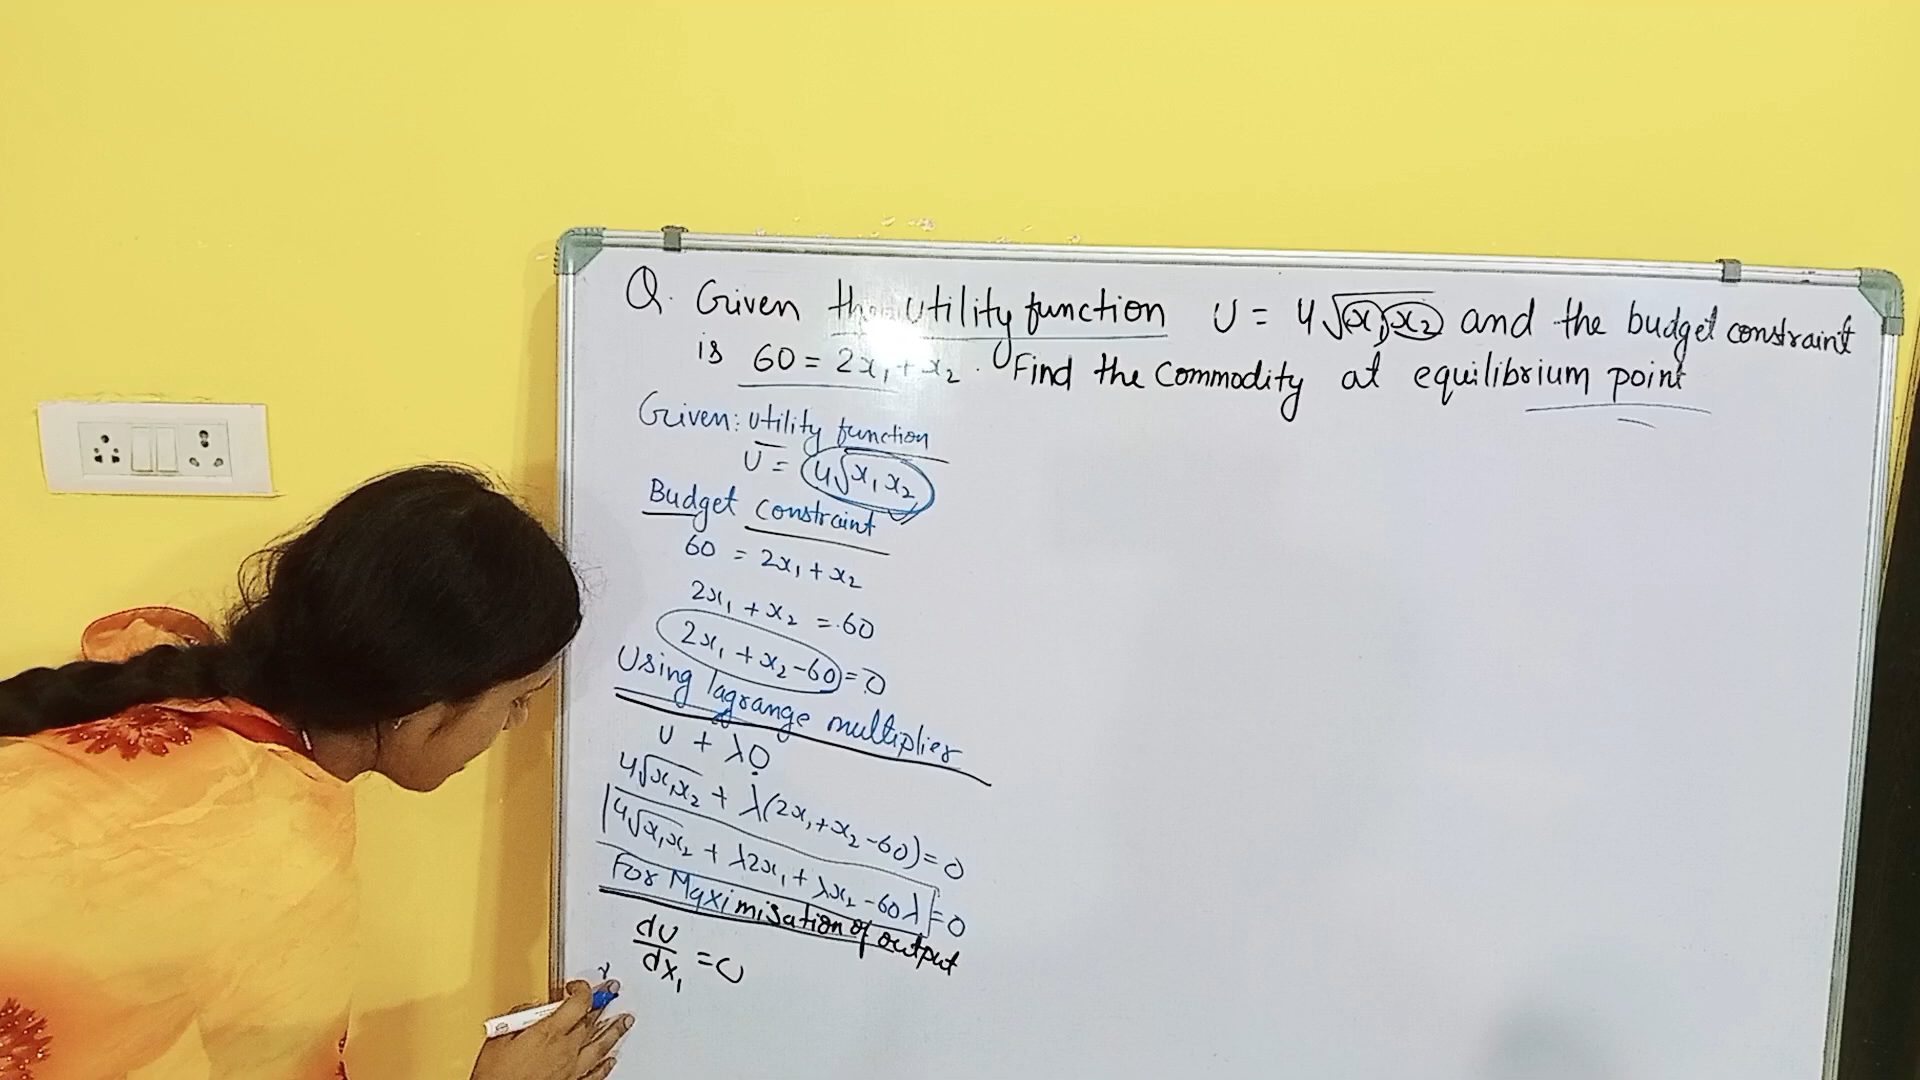 Q. Given the utility function U = 4√x₁x₂ and the budget constraint
is 60 = 2x₁ + x₂. Find the Commodity at equilibrium point
Given: utility function
U = 4√x₁x₂
Budget constraint
60 = 2x₁ + x₂
2x₁ + x₂ = 60
2x₁ + x₂ - 60 = 0
Using lagrange multiplier
U + λ0
4√x₁x₂ + λ(2x₁ + x₂ - 60) = 0
4√x₁x₂ + λ2x₁ + λx₂ - 60λ = 0
For Maximisation of output
du/dx₁ = 0